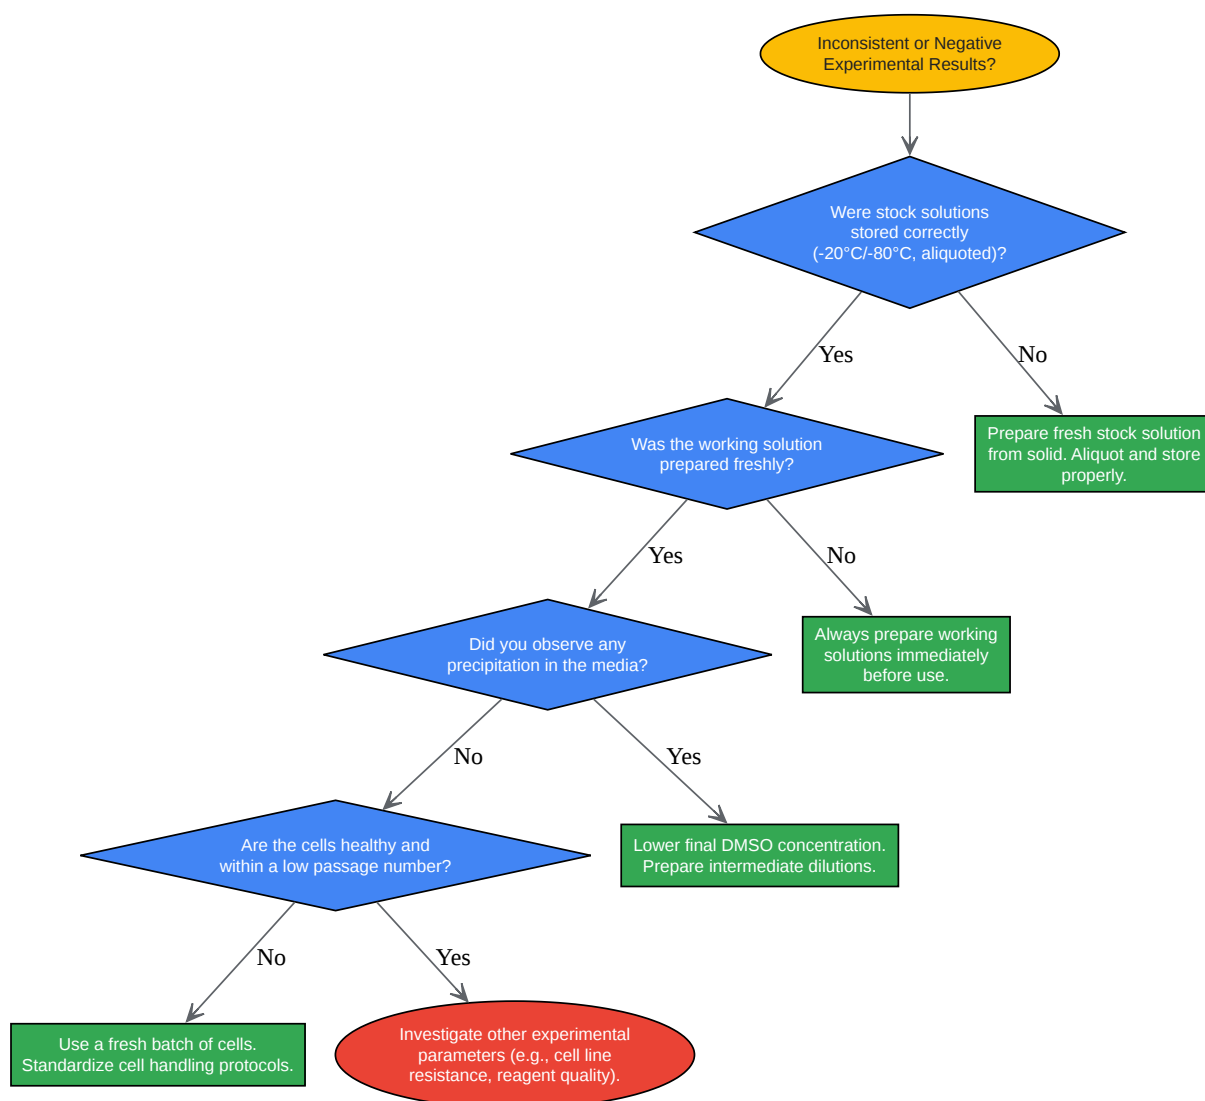 Inconsistent or Negative
Experimental Results?
Were stock solutions
stored correctly
(-20°C/-80°C, aliquoted)?
Yes
No
Prepare fresh stock solution
from solid. Aliquot and store
properly.
Was the working solution
prepared freshly?
Yes
No
Always prepare working
solutions immediately
before use.
Did you observe any
precipitation in the media?
No
Yes
Lower final DMSO concentration.
Prepare intermediate dilutions.
Are the cells healthy and
within a low passage number?
No
Yes
Use a fresh batch of cells.
Standardize cell handling protocols.
Investigate other experimental
parameters (e.g., cell line
resistance, reagent quality).